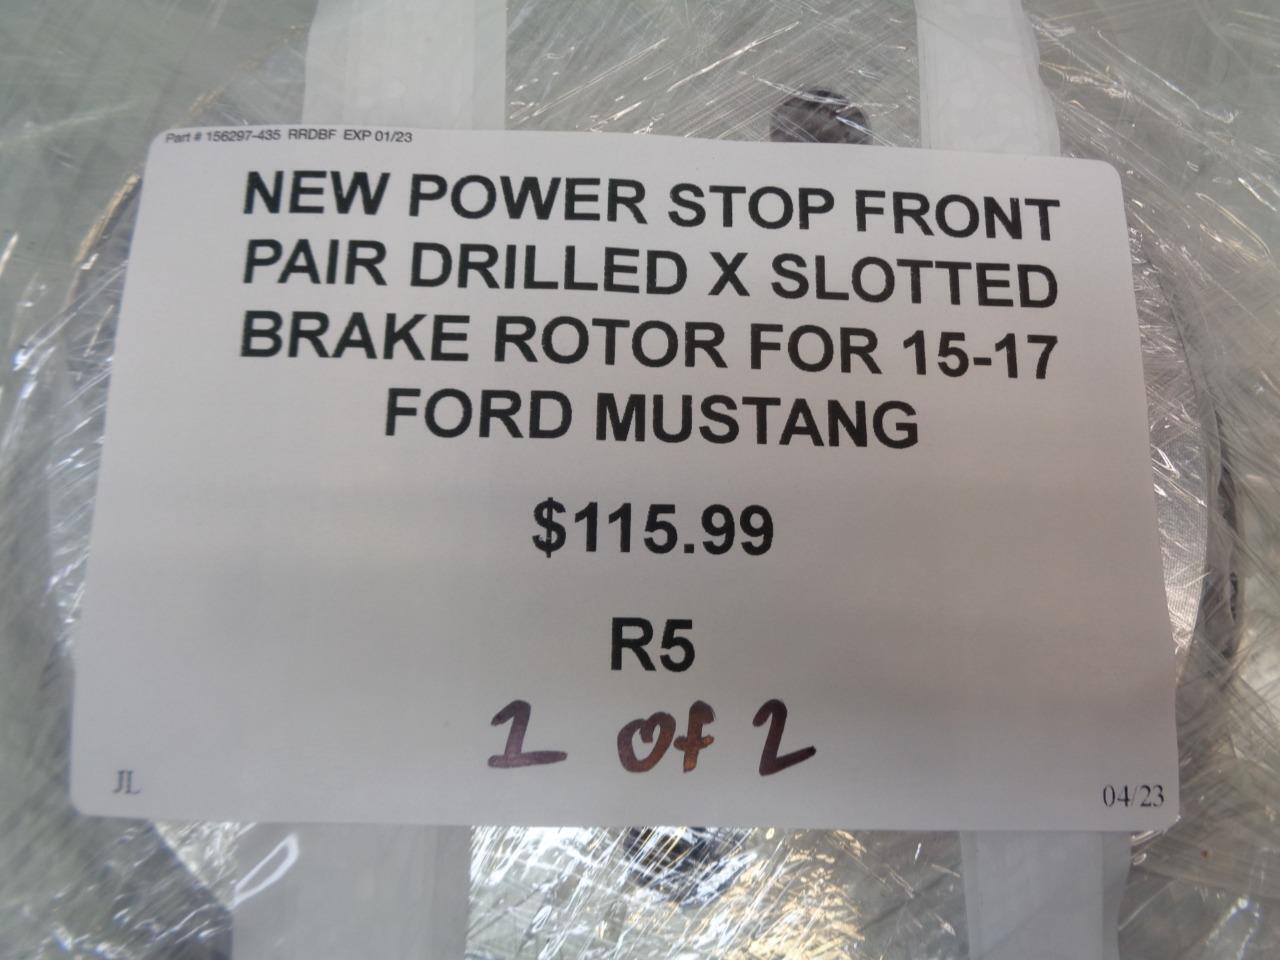 Part # 156297-435 RRDBF EXP 01/23
NEW POWER STOP FRONT
PAIR DRILLED X SLOTTED
BRAKE ROTOR FOR 15-17
FORD MUSTANG
$115.99
R5
1 of 2
JL 04/23